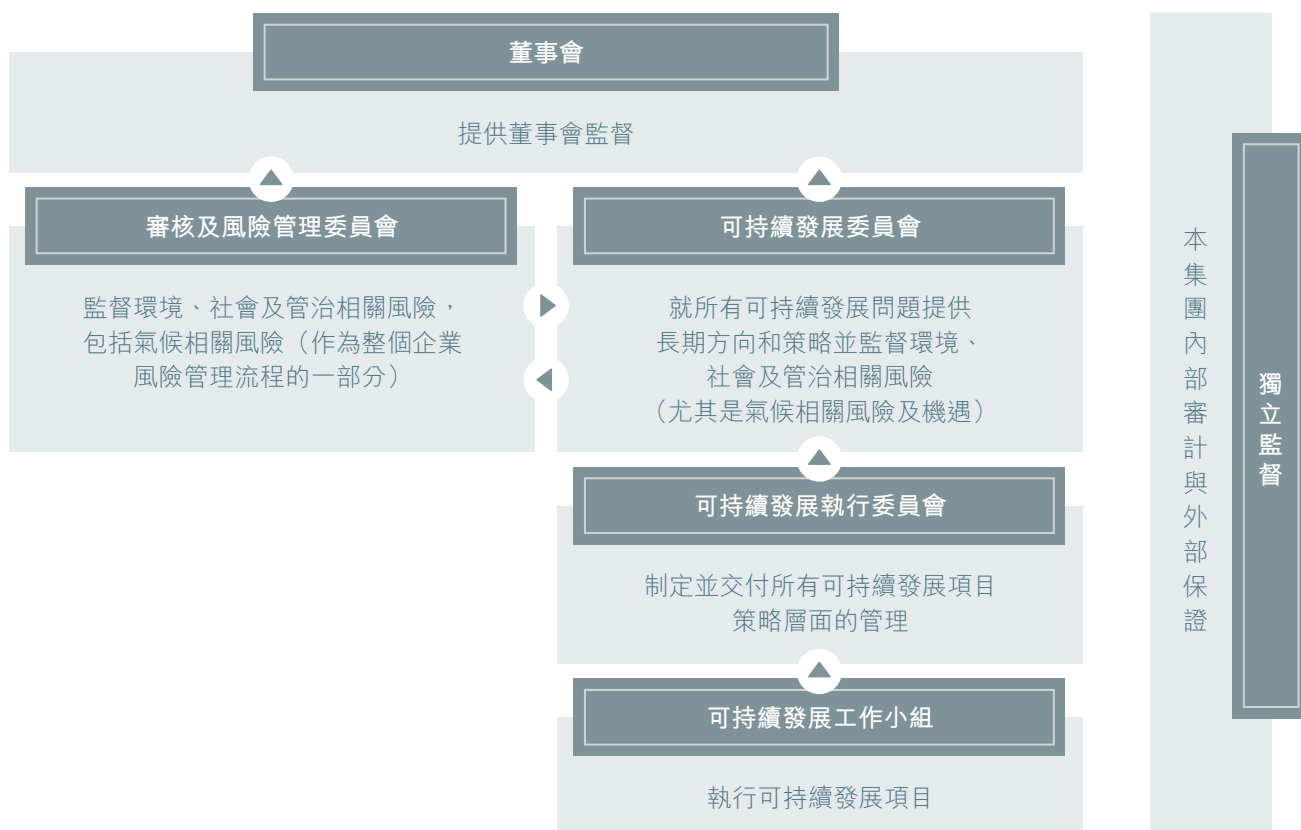 董事會
提供董事會監督
審核及風險管理委員會
監督環境、社會及管治相關風險，
包括氣候相關風險（作為整個企業
風險管理流程的一部分）
可持續發展委員會
就所有可持續發展問題提供
長期方向和策略並監督環境、
社會及管治相關風險
（尤其是氣候相關風險及機遇）
可持續發展執行委員會
制定並交付所有可持續發展項目
策略層面的管理
可持續發展工作小組
執行可持續發展項目
本集團內部審計與外部保證
獨立監督